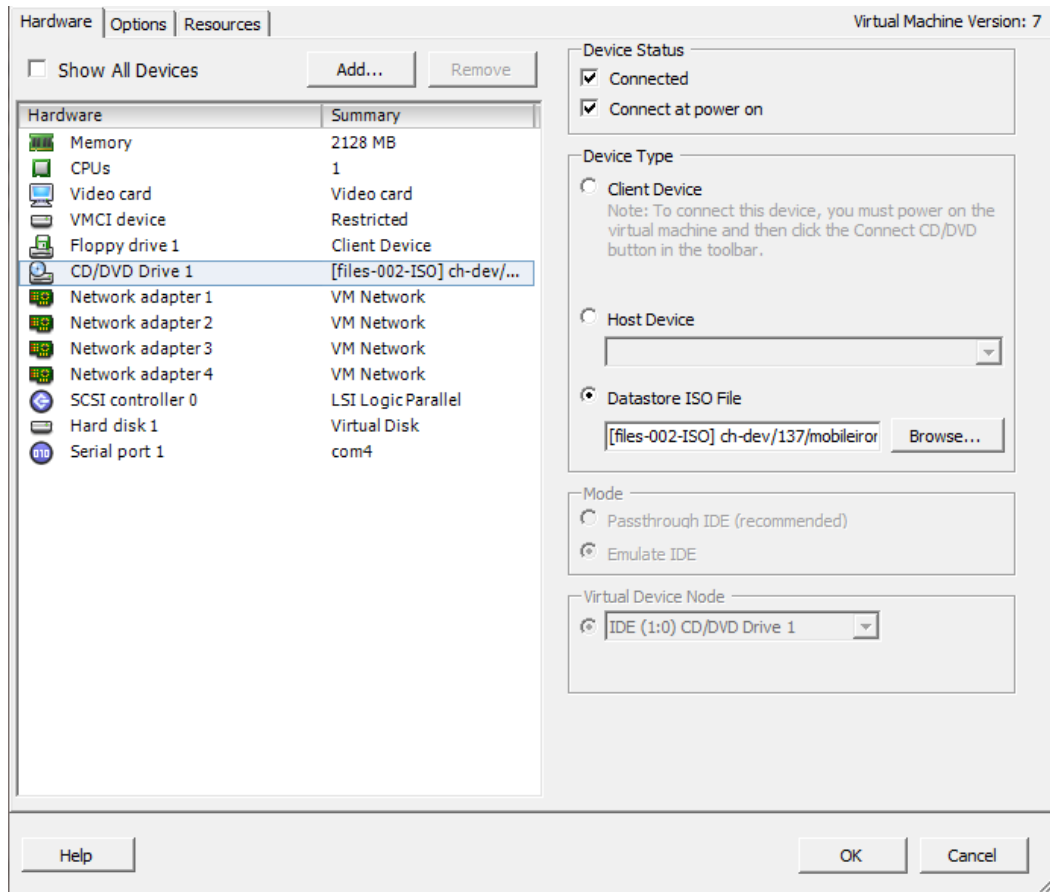 Hardware Options Resources Virtual Machine Version: 7
Show All Devices Add... Remove
Hardware Summary
Memory 2128 MB
CPUs 1
Video card Video card
VMCI device Restricted
Floppy drive 1 Client Device
CD/DVD Drive 1 [files-002-ISO] ch-dev/...
Network adapter 1 VM Network
Network adapter 2 VM Network
Network adapter 3 VM Network
Network adapter 4 VM Network
SCSI controller 0 LSI Logic Parallel
Hard disk 1 Virtual Disk
Serial port 1 com4
Device Status
Connected
Connect at power on
Device Type
Client Device
Note: To connect this device, you must power on the
virtual machine and then click the Connect CD/DVD
button in the toolbar.
Host Device
Datastore ISO File
[files-002-ISO] ch-dev/137/mobileiror Browse...
Mode
Passthrough IDE (recommended)
Emulate IDE
Virtual Device Node
IDE (1:0) CD/DVD Drive 1
Help OK Cancel